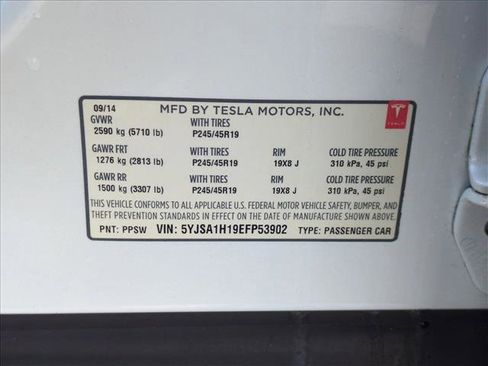 09/14 MFD BY TESLA MOTORS, INC.
GVWR WITH TIRES
2590 kg (5710 lb) P245/45R19
TESLA
GAWR FRT WITH TIRES RIM COLD TIRE PRESSURE
1276 kg (2813 lb) P245/45R19 19X8 J 310 kPa, 45 psi
GAWR RR WITH TIRES RIM COLD TIRE PRESSURE
1500 kg (3307 lb) P245/45R19 19X8 J 310 kPa, 45 psi
THIS VEHICLE CONFORMS TO ALL APPLICABLE U.S. FEDERAL MOTOR VEHICLE SAFETY, BUMPER, AND
THEFT PREVENTION STANDARDS IN EFFECT ON THE DATE OF MANUFACTURE SHOWN ABOVE.
PNT: PPSW VIN: 5YJSA1H19EFP53902 TYPE: PASSENGER CAR